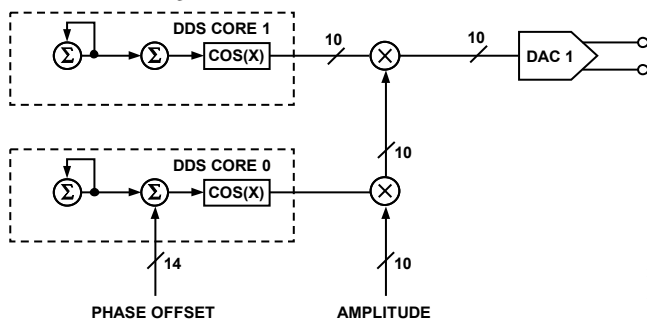 DDS CORE 1
Σ Σ COS(X) 10 × 10 DAC 1
10
DDS CORE 0
Σ Σ COS(X) ×
14 10
PHASE OFFSET AMPLITUDE